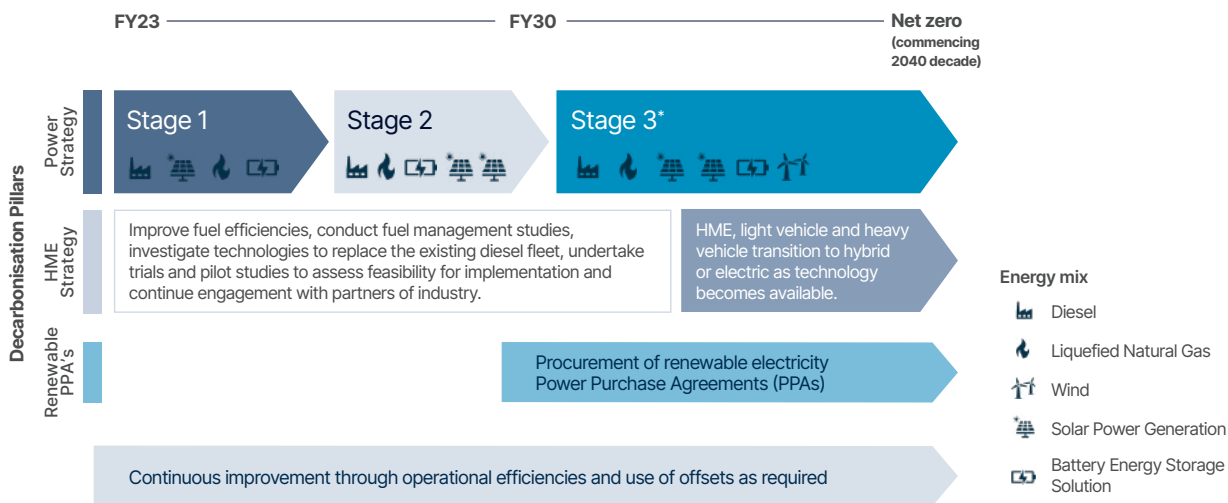 FY23
FY30
Net zero
(commencing
2040 decade)
Decarbonisation Pillars
Power
Strategy
Stage 1
Stage 2
Stage 3*
HME
Strategy
Improve fuel efficiencies, conduct fuel management studies,
investigate technologies to replace the existing diesel fleet, undertake
trials and pilot studies to assess feasibility for implementation and
continue engagement with partners of industry.
HME, light vehicle and heavy
vehicle transition to hybrid
or electric as technology
becomes available.
Renewable
PPA's
Procurement of renewable electricity
Power Purchase Agreements (PPAs)
Continuous improvement through operational efficiencies and use of offsets as required
Energy mix
Diesel
Liquefied Natural Gas
Wind
Solar Power Generation
Battery Energy Storage
Solution